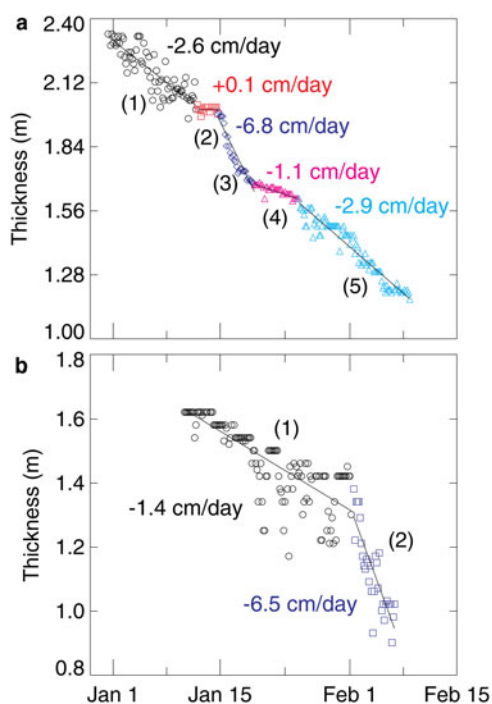 a
2.40
2.12
1.84
1.56
1.28
1.00
Thickness (m)
-2.6 cm/day
(1)
+0.1 cm/day
(2)
-6.8 cm/day
(3)
-1.1 cm/day
(4)
-2.9 cm/day
(5)
b
1.8
1.6
1.4
1.2
1.0
0.8
Thickness (m)
(1)
-1.4 cm/day
(2)
-6.5 cm/day
Jan 1
Jan 15
Feb 1
Feb 15